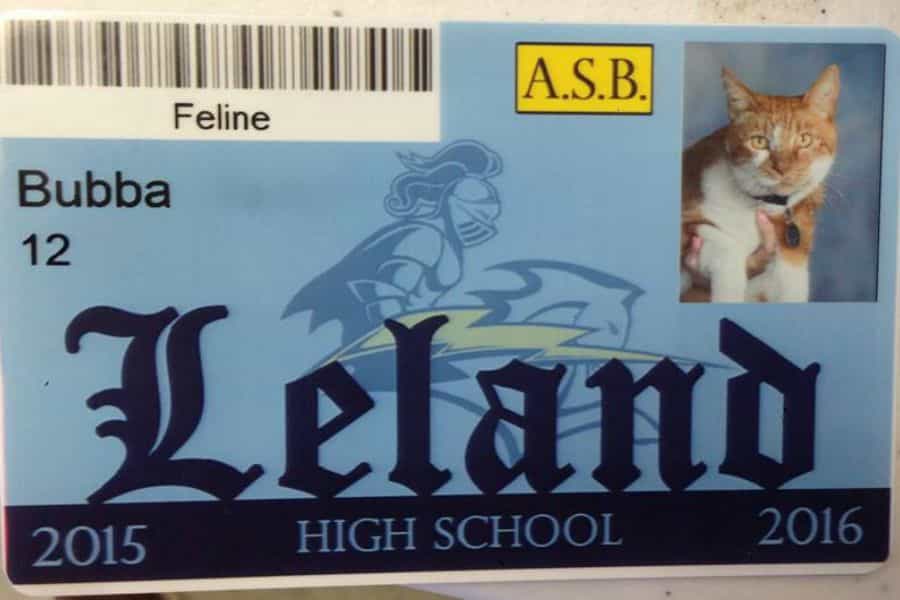 Feline
A.S.B.
Bubba
12
Leland
2015 HIGH SCHOOL 2016